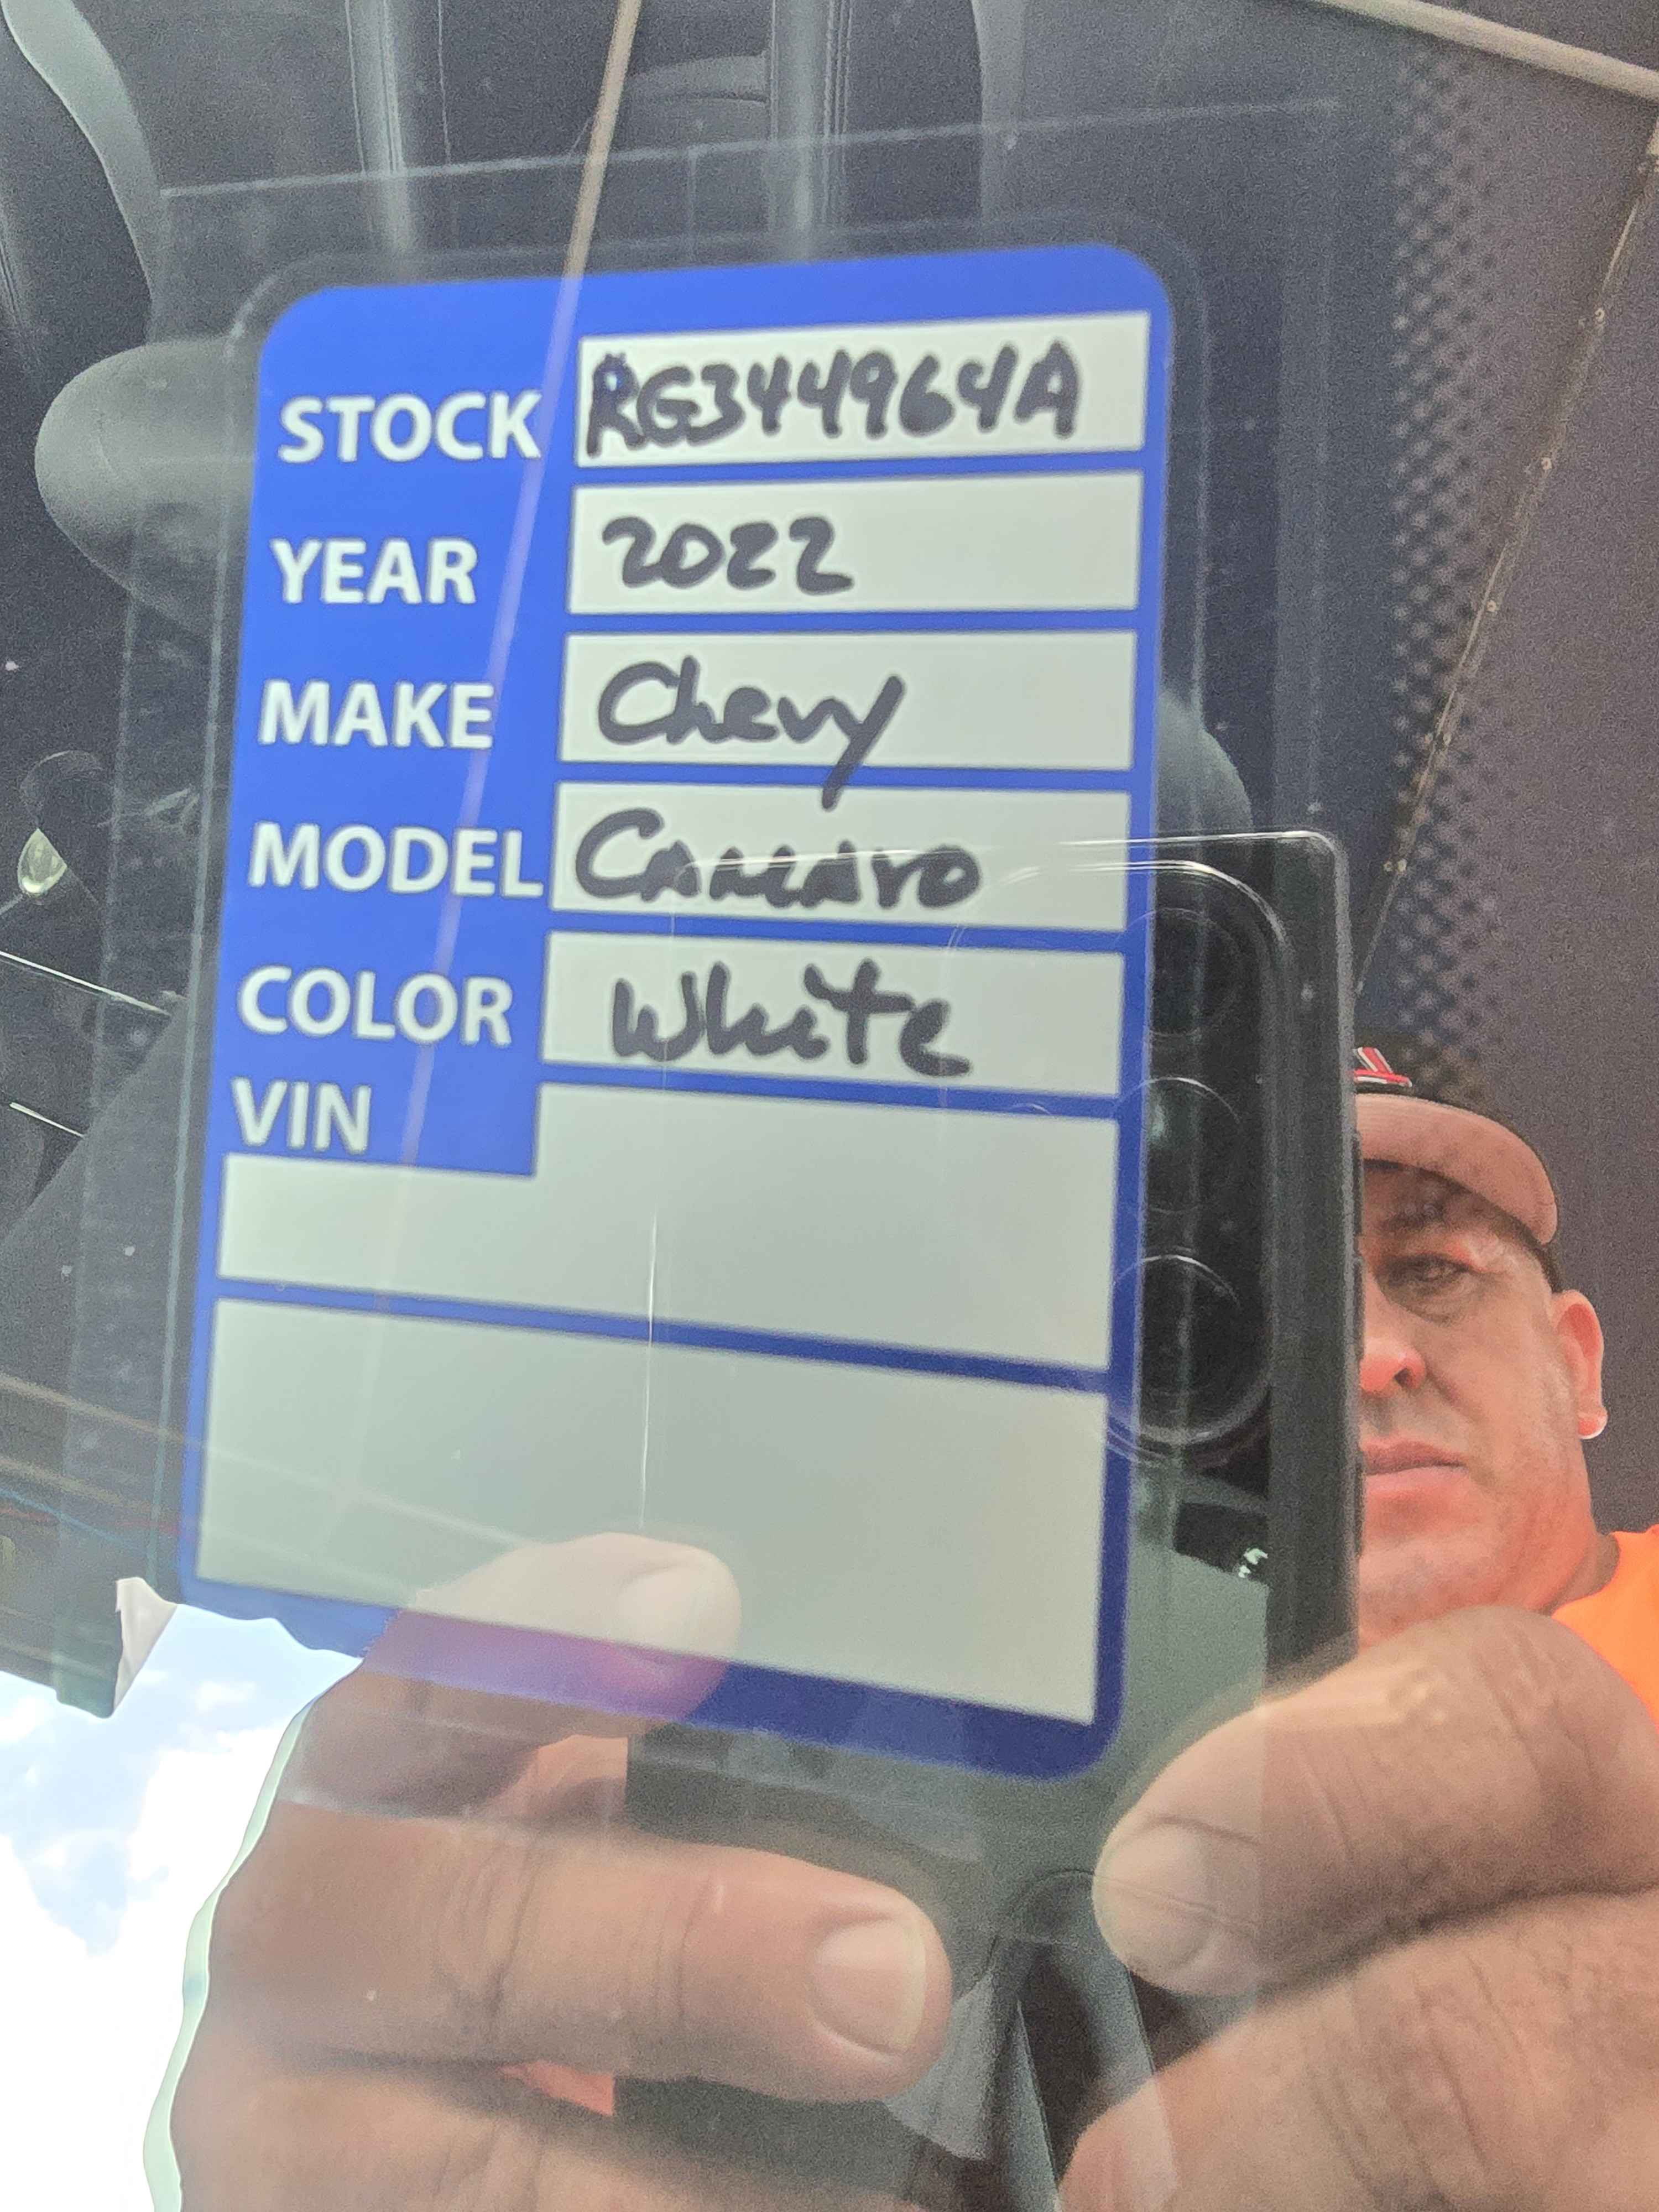 STOCK RG344964A
YEAR 2022
MAKE Chevy
MODEL Camaro
COLOR White
VIN